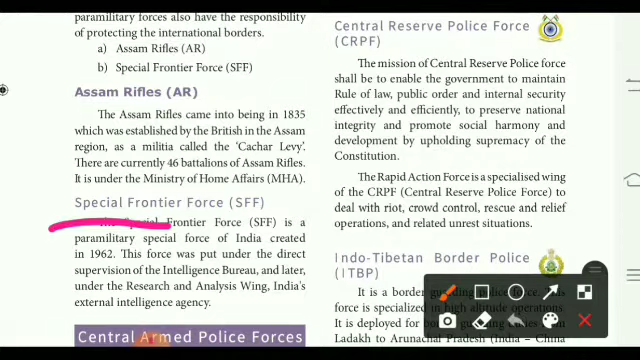 paramilitary forces also have the responsibility
of protecting the international borders.
a) Assam Rifles (AR)
b) Special Frontier Force (SFF)
Assam Rifles (AR)
The Assam Rifles came into being in 1835
which was established by the British in the Assam
region, as a militia called the ‘Cachar Levy’.
There are currently 46 battalions of Assam Rifles.
It is under the Ministry of Home Affairs (MHA).
Special Frontier Force (SFF)
The Special Frontier Force (SFF) is a
paramilitary special force of India created
in 1962. This force was put under the direct
supervision of the Intelligence Bureau, and later,
under the Research and Analysis Wing, India's
external intelligence agency.
Central Armed Police Forces
Central Reserve Police Force
(CRPF)
The mission of Central Reserve Police force
shall be to enable the government to maintain
Rule of law, public order and internal security
effectively and efficiently, to preserve national
integrity and promote social harmony and
development by upholding supremacy of the
Constitution.
The Rapid Action Force is a specialised wing
of the CRPF (Central Reserve Police Force) to
deal with riot, crowd control, rescue and relief
operations, and related unrest situations.
Indo-Tibetan Border Police
(ITBP)
It is a border
force is specialized
It is deployed for
Ladakh to Arunachal Pradesh (India – China